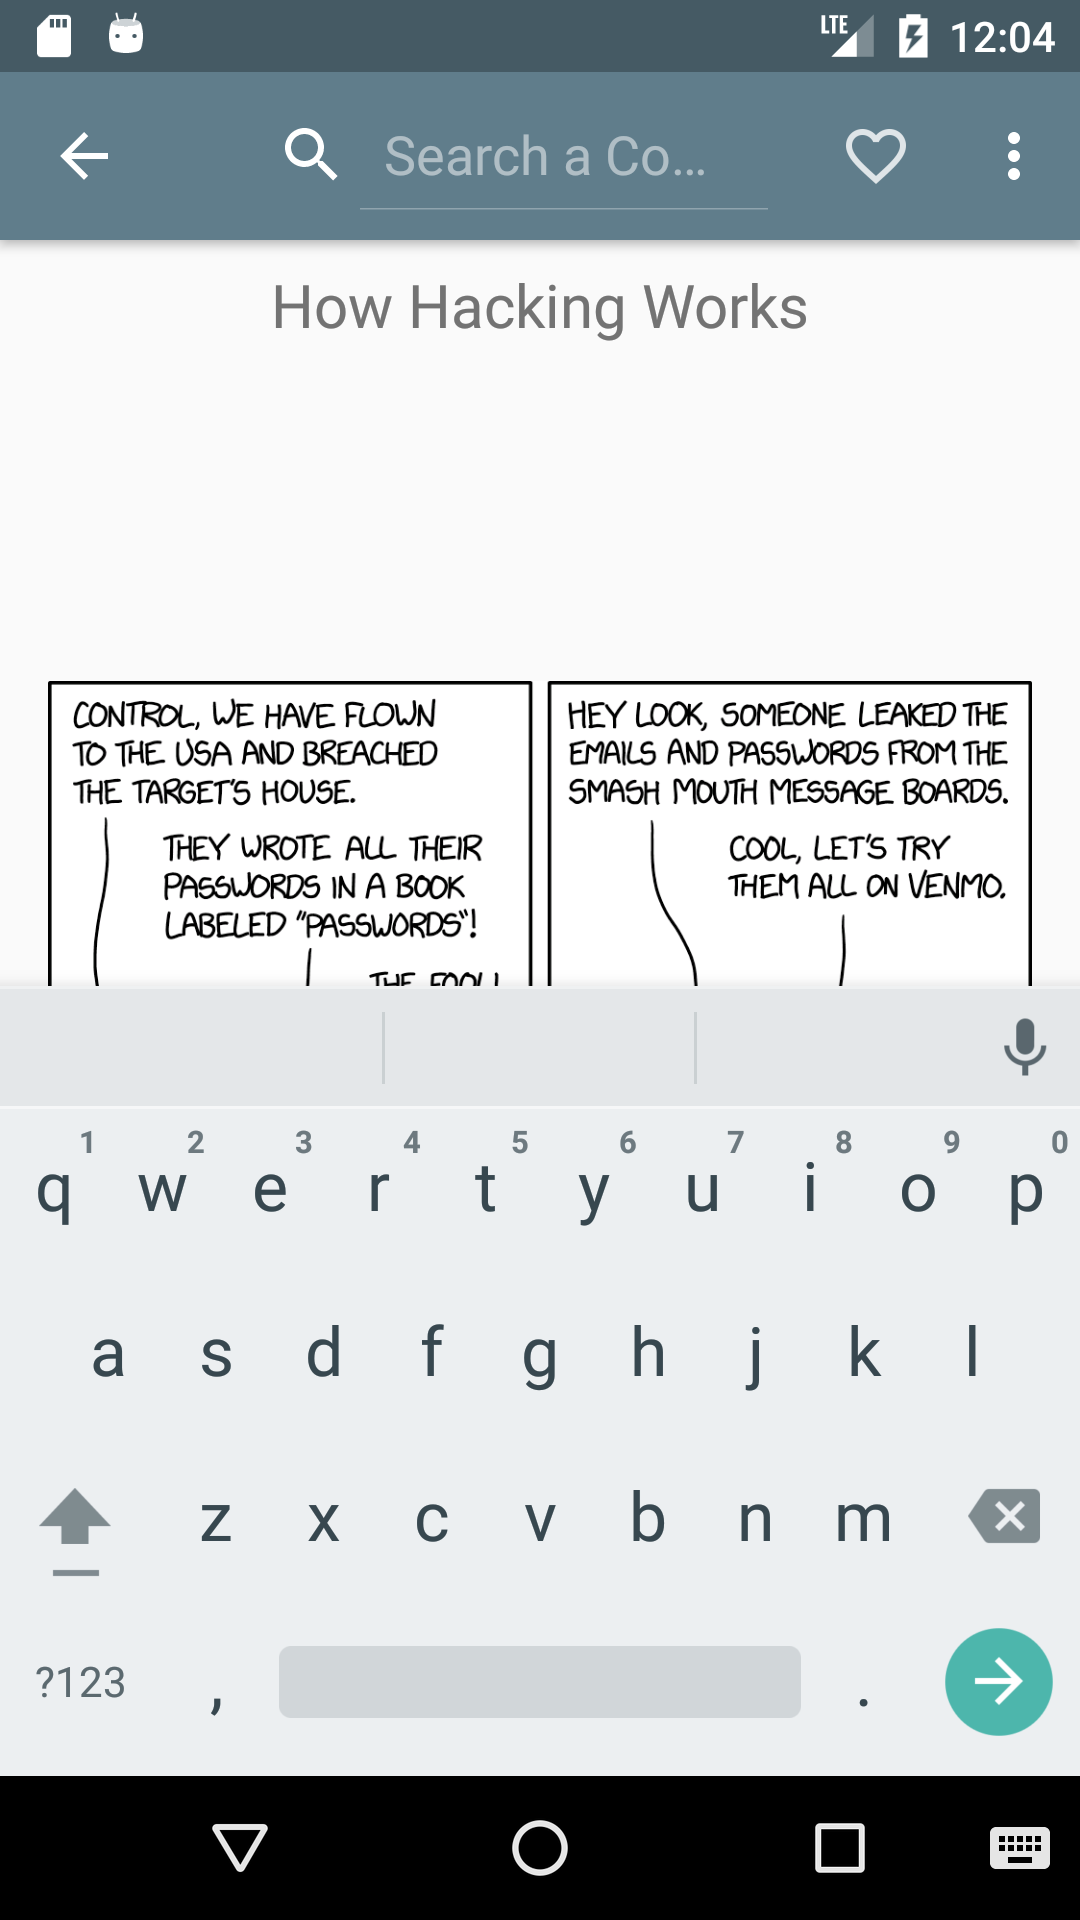 LTE 12:04
Search a Co...
How Hacking Works
CONTROL, WE HAVE FLOWN
TO THE USA AND BREACHED
THE TARGET'S HOUSE.
THEY WROTE ALL THEIR
PASSWORDS IN A BOOK
LABELED "PASSWORDS"!
THE FOOL!
HEY LOOK, SOMEONE LEAKED THE
EMAILS AND PASSWORDS FROM THE
SMASH MOUTH MESSAGE BOARDS.
COOL, LET'S TRY
THEM ALL ON VENMO.
1 2 3 4 5 6 7 8 9 0
q w e r t y u i o p
a s d f g h j k l
z x c v b n m
?123 , .